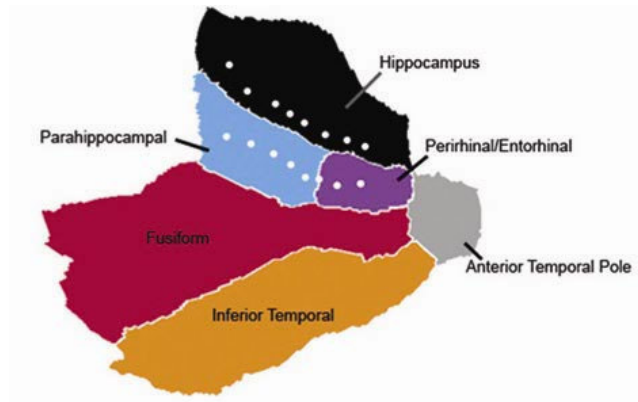 Hippocampus
Parahippocampal
Perirhinal/Entorhinal
Fusiform
Anterior Temporal Pole
Inferior Temporal